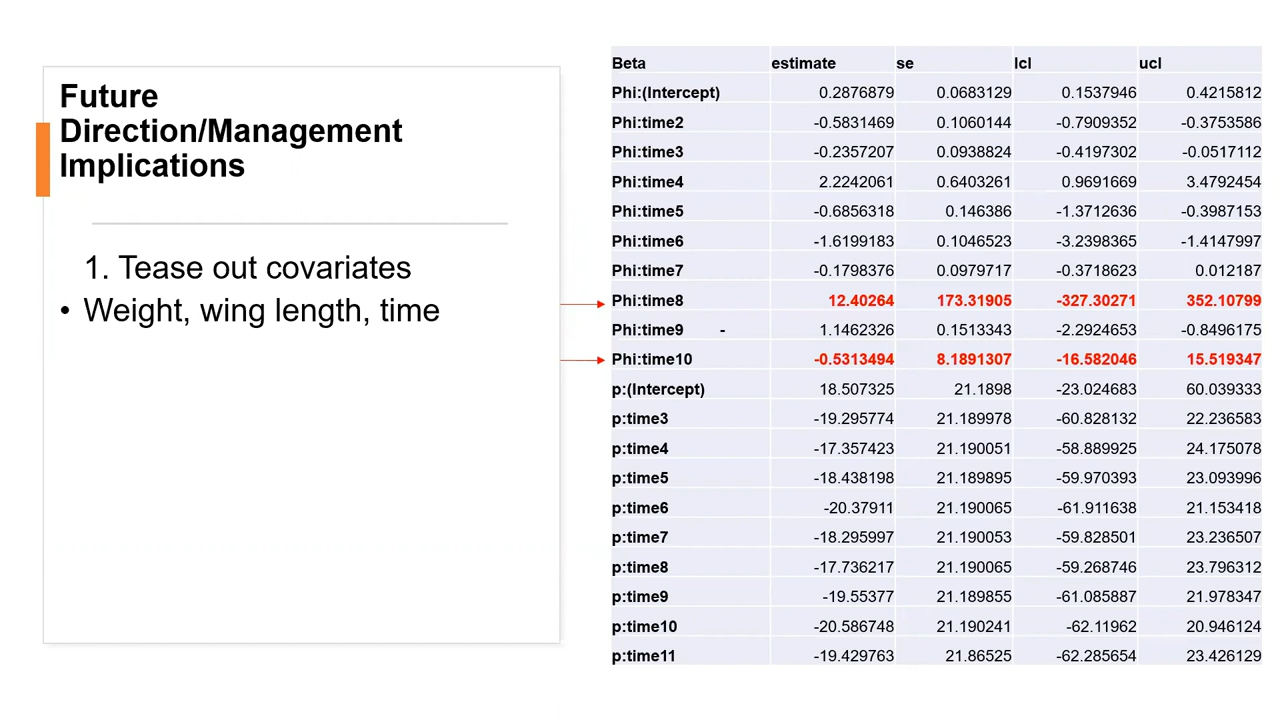 Future
Direction/Management
Implications
1. Tease out covariates
• Weight, wing length, time
Beta estimate se lcl ucl
Phi:(Intercept) 0.2876879 0.0683129 0.1537946 0.4215812
Phi:time2 -0.5831469 0.1060144 -0.7909352 -0.3753586
Phi:time3 -0.2357207 0.0938824 -0.4197302 -0.0517112
Phi:time4 2.2242061 0.6403261 0.9691669 3.4792454
Phi:time5 -0.6856318 0.146386 -1.3712636 -0.3987153
Phi:time6 -1.6199183 0.1046523 -3.2398365 -1.4147997
Phi:time7 -0.1798376 0.0979717 -0.3718623 0.012187
Phi:time8 12.40264 173.31905 -327.30271 352.10799
Phi:time9 - 1.1462326 0.1513343 -2.2924653 -0.8496175
Phi:time10 -0.5313494 8.1891307 -16.582046 15.519347
p:(Intercept) 18.507325 21.1898 -23.024683 60.039333
p:time3 -19.295774 21.189978 -60.828132 22.236583
p:time4 -17.357423 21.190051 -58.889925 24.175078
p:time5 -18.438198 21.189895 -59.970393 23.093996
p:time6 -20.37911 21.190065 -61.911638 21.153418
p:time7 -18.295997 21.190053 -59.828501 23.236507
p:time8 -17.736217 21.190065 -59.268746 23.796312
p:time9 -19.55377 21.189855 -61.085887 21.978347
p:time10 -20.586748 21.190241 -62.11962 20.946124
p:time11 -19.429763 21.86525 -62.285654 23.426129